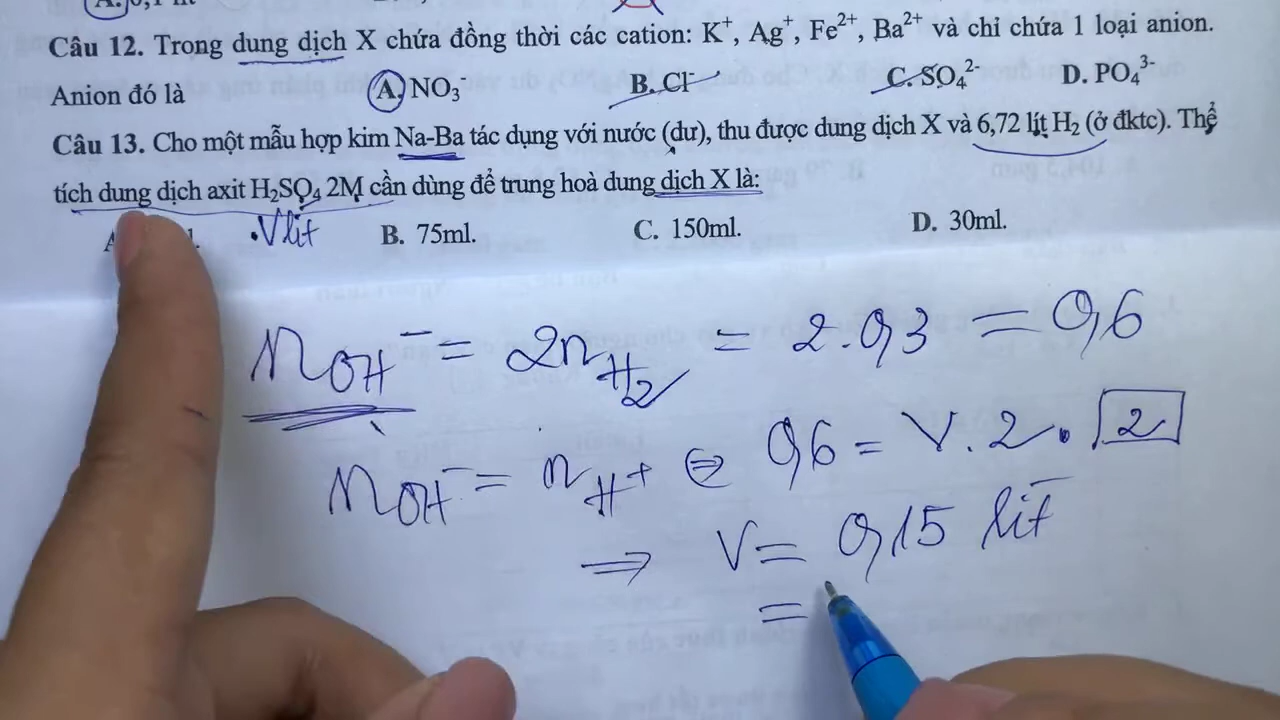 A. 0,1
Câu 12. Trong dung dịch X chứa đồng thời các cation: K⁺, Ag⁺, Fe²⁺, Ba²⁺ và chỉ chứa 1 loại anion.
Anion đó là A. NO₃⁻ B. Cl⁻ C. SO₄²⁻ D. PO₄³⁻
Câu 13. Cho một mẫu hợp kim Na-Ba tác dụng với nước (dư), thu được dung dịch X và 6,72 lít H₂ (ở đktc). Thể
tích dung dịch axit H₂SO₄ 2M cần dùng để trung hoà dung dịch X là:
V lit B. 75ml. C. 150ml. D. 30ml.
n OH⁻ = 2n H₂ = 2.0,3 = 0,6
n OH⁻ = n H⁺ ⇔ 0,6 = V.2.2
⇒ V = 0,15 lit
=